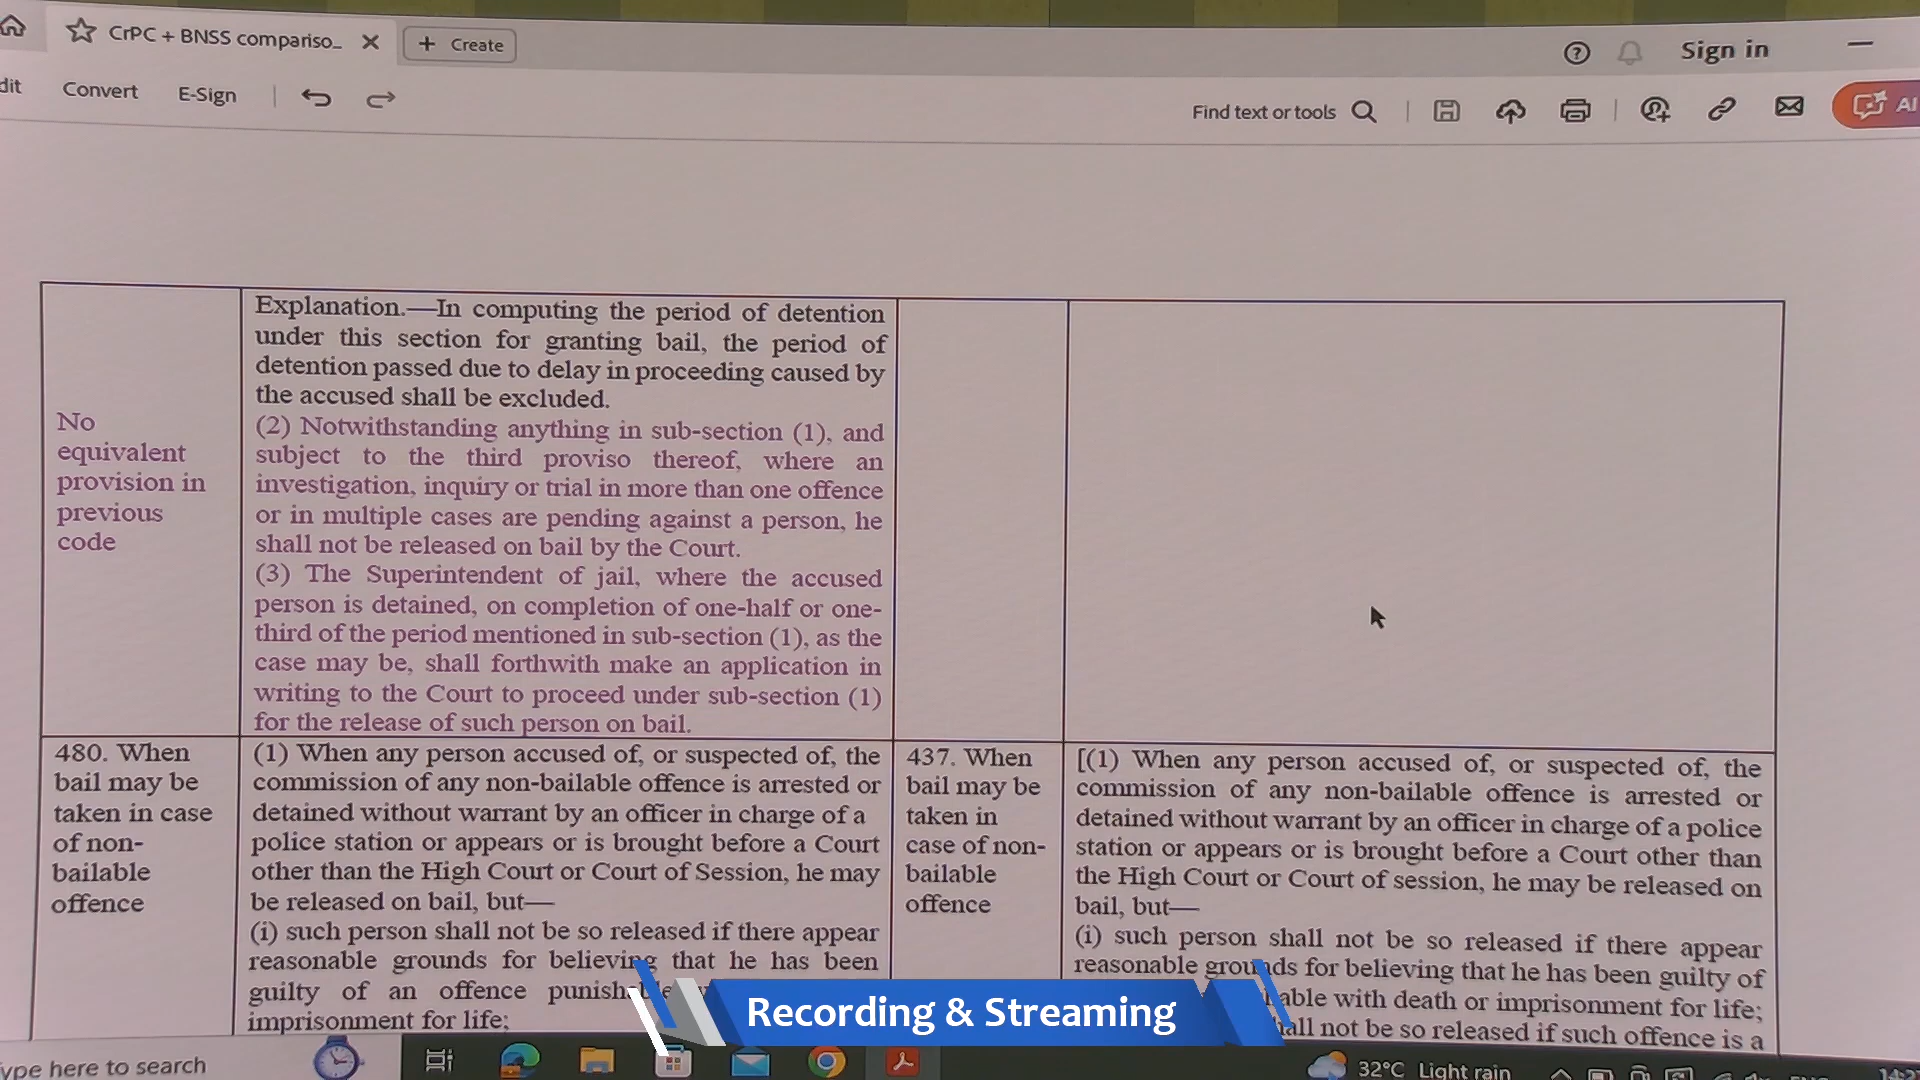 CrPC + BNSS compariso_
+ Create
Sign in
dit Convert E-Sign
Find text or tools
AI
Explanation.—In computing the period of detention
under this section for granting bail, the period of
detention passed due to delay in proceeding caused by
the accused shall be excluded.
No
equivalent
provision in
previous
code
(2) Notwithstanding anything in sub-section (1), and
subject to the third proviso thereof, where an
investigation, inquiry or trial in more than one offence
or in multiple cases are pending against a person, he
shall not be released on bail by the Court.
(3) The Superintendent of jail, where the accused
person is detained, on completion of one-half or one-
third of the period mentioned in sub-section (1), as the
case may be, shall forthwith make an application in
writing to the Court to proceed under sub-section (1)
for the release of such person on bail.
480. When
bail may be
taken in case
of non-
bailable
offence
(1) When any person accused of, or suspected of, the
commission of any non-bailable offence is arrested or
detained without warrant by an officer in charge of a
police station or appears or is brought before a Court
other than the High Court or Court of Session, he may
be released on bail, but—
(i) such person shall not be so released if there appear
reasonable grounds for believing that he has been
guilty of an offence
imprisonment for life;
437. When
bail may be
taken in
case of non-
bailable
offence
[(1) When any person accused of, or suspected of, the
commission of any non-bailable offence is arrested or
detained without warrant by an officer in charge of a police
station or appears or is brought before a Court other than
the High Court or Court of session, he may be released on
bail, but—
(i) such person shall not be so released if there appear
reasonable grounds for believing that he has been guilty of
with death or imprisonment for life;
not be so released if such offence is a
Recording & Streaming
ype here to search
32°C Light rain